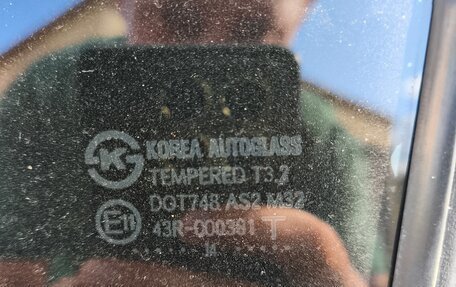 KOREA AUTOGLASS
TEMPERED T3.2
DOT748 AS2 M32
43R-000381 T